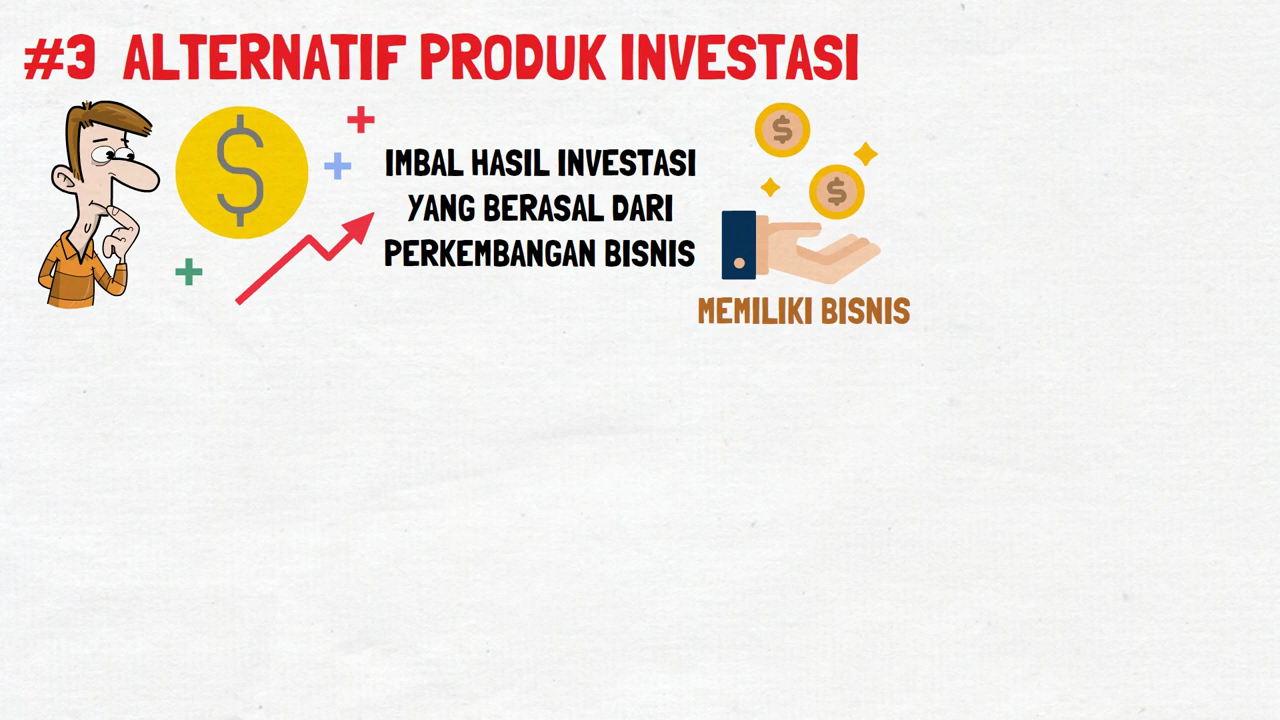 #3 ALTERNATIF PRODUK INVESTASI
IMBAL HASIL INVESTASI
YANG BERASAL DARI
PERKEMBANGAN BISNIS
MEMILIKI BISNIS